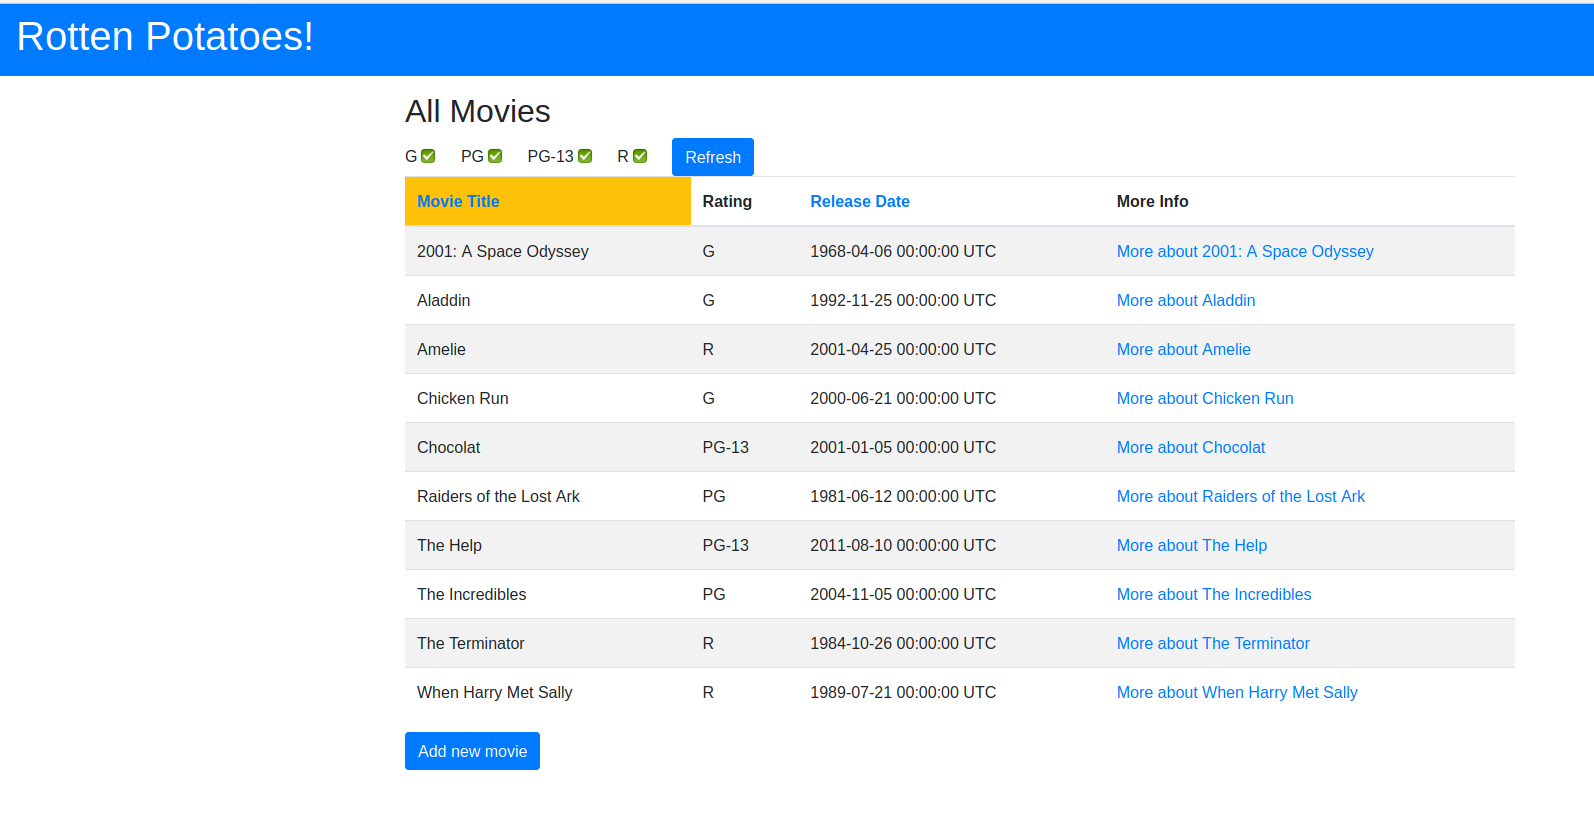 Rotten Potatoes!
All Movies
G PG PG-13 R Refresh
Movie Title Rating Release Date More Info
2001: A Space Odyssey G 1968-04-06 00:00:00 UTC More about 2001: A Space Odyssey
Aladdin G 1992-11-25 00:00:00 UTC More about Aladdin
Amelie R 2001-04-25 00:00:00 UTC More about Amelie
Chicken Run G 2000-06-21 00:00:00 UTC More about Chicken Run
Chocolat PG-13 2001-01-05 00:00:00 UTC More about Chocolat
Raiders of the Lost Ark PG 1981-06-12 00:00:00 UTC More about Raiders of the Lost Ark
The Help PG-13 2011-08-10 00:00:00 UTC More about The Help
The Incredibles PG 2004-11-05 00:00:00 UTC More about The Incredibles
The Terminator R 1984-10-26 00:00:00 UTC More about The Terminator
When Harry Met Sally R 1989-07-21 00:00:00 UTC More about When Harry Met Sally
Add new movie